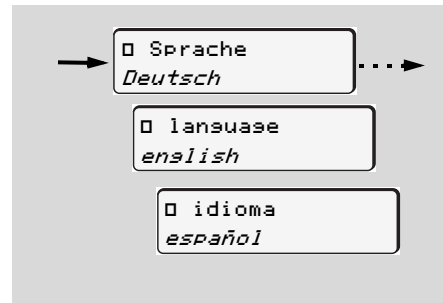 Sprache
Deutsch
language
english
idioma
español